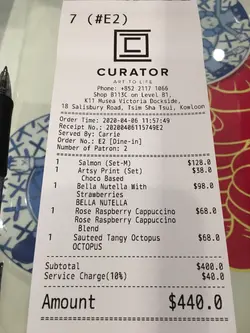 7 (#E2)
CURATOR
ART TO LIFE
Phone: +852 2117 1066
Shop B113C on Level B1,
K11 Musea Victoria Dockside,
18 Salisbury Road, Tsim Sha Tsui, Kowloon
Order Time: 2020-04-06 11:57:49
Receipt No.: 20200406115749E2
Served By: Carrie
Order No.: E2 [Dine-in]
Number of Patron: 2
1 Salmon (Set-M) $128.0
1 Artsy Print (Set) $38.0
Choco Based
1 Bella Nutella With $98.0
Strawberries
BELLA NUTELLA
1 Rose Raspberry Cappuccino $68.0
Rose Raspberry Cappuccino
Blend
1 Sauteed Tangy Octopus $68.0
OCTOPUS
Subtotal $400.0
Service Charge(10%) $40.0
Amount $440.0